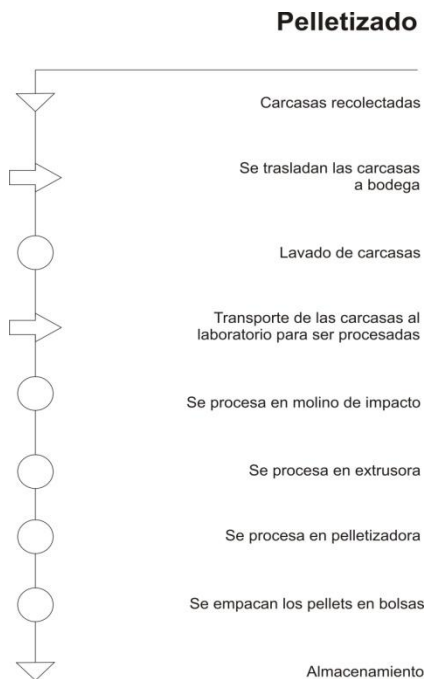 Pelletizado
Carcasas recolectadas
Se trasladan las carcasas
a bodega
Lavado de carcasas
Transporte de las carcasas al
laboratorio para ser procesadas
Se procesa en molino de impacto
Se procesa en extrusora
Se procesa en pelletizadora
Se empacan los pellets en bolsas
Almacenamiento